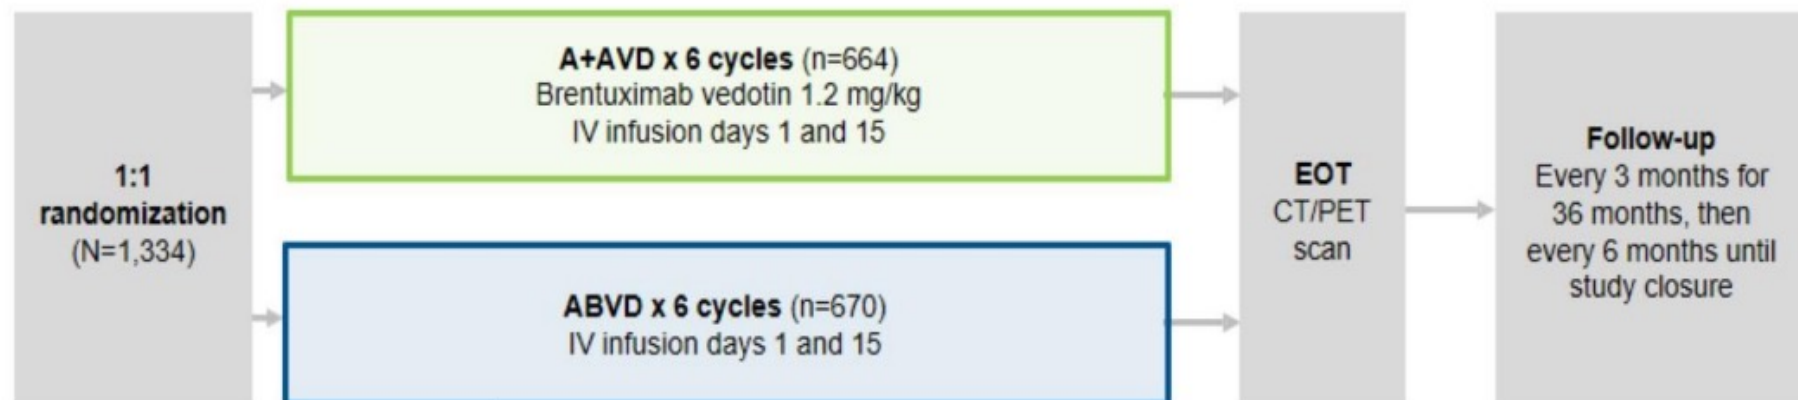 1:1
randomization
(N=1,334)
A+AVD x 6 cycles (n=664)
Brentuximab vedotin 1.2 mg/kg
IV infusion days 1 and 15
ABVD x 6 cycles (n=670)
IV infusion days 1 and 15
EOT
CT/PET
scan
Follow-up
Every 3 months for
36 months, then
every 6 months until
study closure